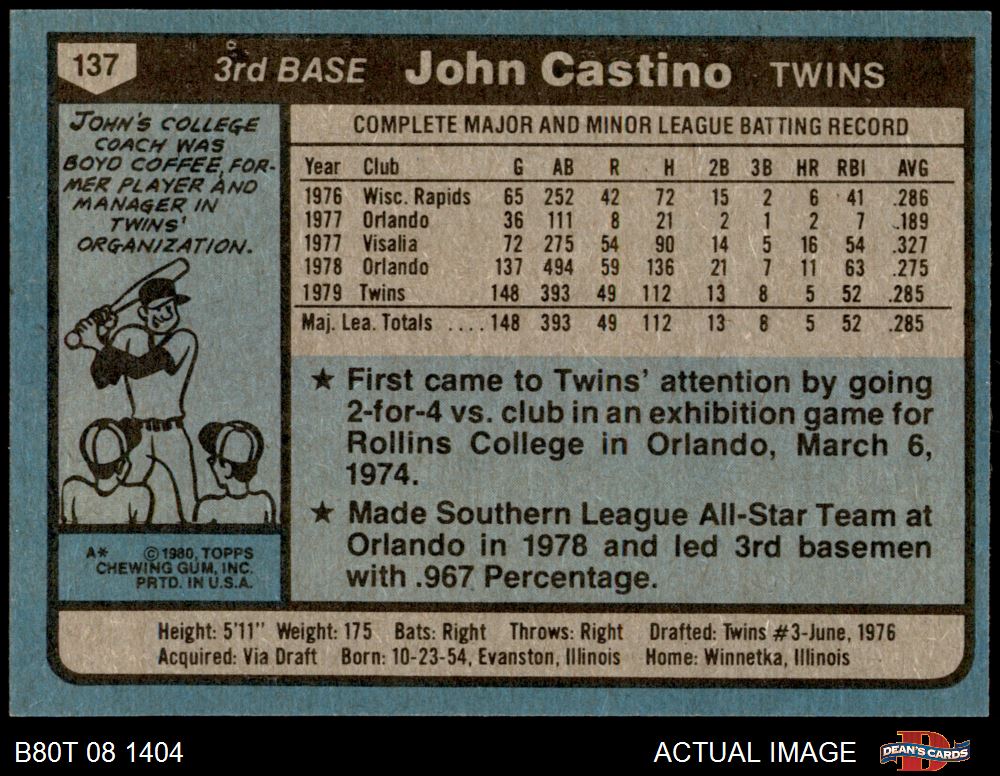 137 3rd BASE John Castino TWINS
JOHN'S COLLEGE
COACH WAS
BOYD COFFEE, FOR-
MER PLAYER AND
MANAGER IN
TWINS'
ORGANIZATION.
COMPLETE MAJOR AND MINOR LEAGUE BATTING RECORD
Year Club G AB R H 2B 3B HR RBI AVG
1976 Wisc. Rapids 65 252 42 72 15 2 6 41 .286
1977 Orlando 36 111 8 21 2 1 2 7 .189
1977 Visalia 72 275 54 90 14 5 16 54 .327
1978 Orlando 137 494 59 136 21 7 11 63 .275
1979 Twins 148 393 49 112 13 8 5 52 .285
Maj. Lea. Totals ....148 393 49 112 13 8 5 52 .285
★ First came to Twins' attention by going
2-for-4 vs. club in an exhibition game for
Rollins College in Orlando, March 6,
1974.
★ Made Southern League All-Star Team at
Orlando in 1978 and led 3rd basemen
with .967 Percentage.
A* ©1980, TOPPS
CHEWING GUM, INC.
PRTD. IN U.S.A.
Height: 5'11" Weight: 175 Bats: Right Throws: Right Drafted: Twins #3-June, 1976
Acquired: Via Draft Born: 10-23-54, Evanston, Illinois Home: Winnetka, Illinois
B80T 08 1404 ACTUAL IMAGE DEAN'S CARDS